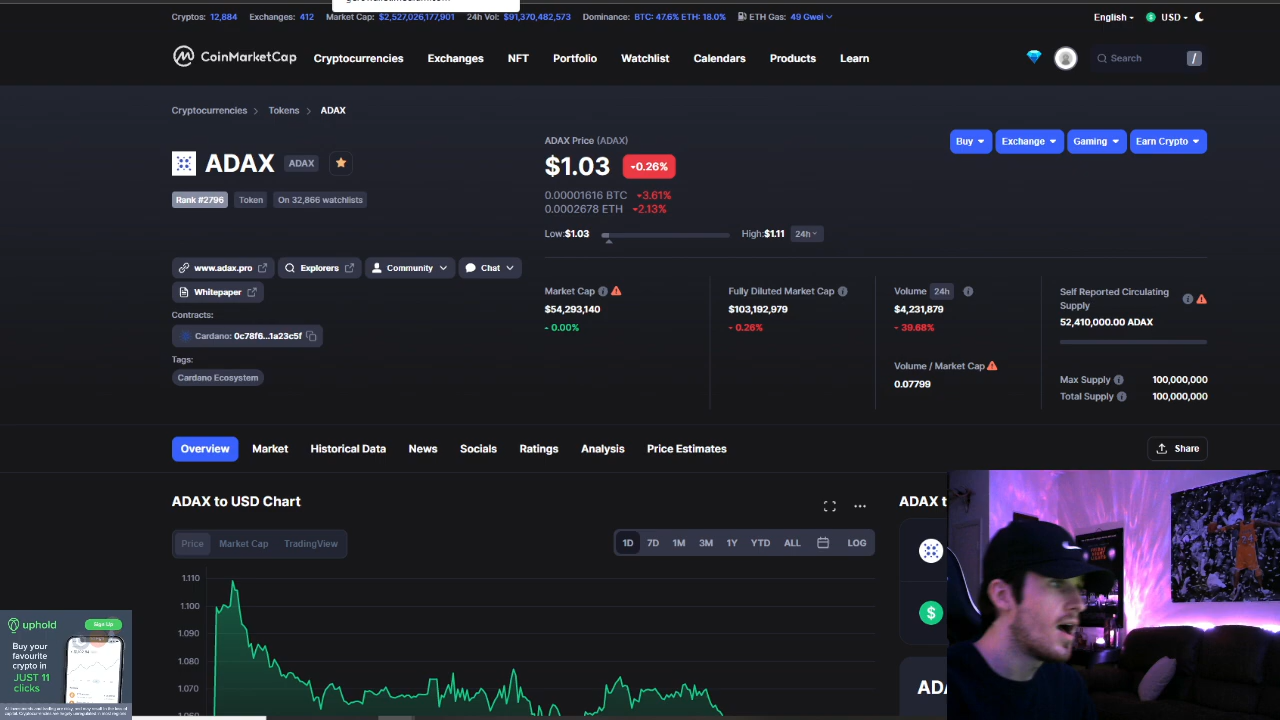 Cryptos: 12,884 Exchanges: 412 Market Cap: $2,527,026,177,901 24h Vol: $91,370,482,573 Dominance: BTC: 47.6% ETH: 18.0% ETH Gas: 49 Gwei English USD
CoinMarketCap Cryptocurrencies Exchanges NFT Portfolio Watchlist Calendars Products Learn Search /
Cryptocurrencies > Tokens > ADAX
ADAX Price (ADAX)
Buy Exchange Gaming Earn Crypto
ADAX ADAX
$1.03 0.26%
0.00001616 BTC 3.61%
Rank #2796 Token On 32,866 watchlists
0.0002678 ETH 2.13%
Low:$1.03 High:$1.11 24h
www.adax.pro Explorers Community Chat
Whitepaper
Contracts:
Cardano: 0c78f6...1a23c5f
Tags:
Cardano Ecosystem
Market Cap
$54,293,140
0.00%
Fully Diluted Market Cap
$103,192,979
0.26%
Volume 24h
$4,231,879
39.68%
Volume / Market Cap
0.07799
Self Reported Circulating
Supply
52,410,000.00 ADAX
Max Supply 100,000,000
Total Supply 100,000,000
Overview Market Historical Data News Socials Ratings Analysis Price Estimates Share
ADAX to USD Chart
Price Market Cap TradingView
1D 7D 1M 3M 1Y YTD ALL LOG
1.110
1.100
1.090
1.080
1.070
ADAX t
$
ADA
uphold Sign Up
Buy your
favourite
crypto in
JUST 11
clicks